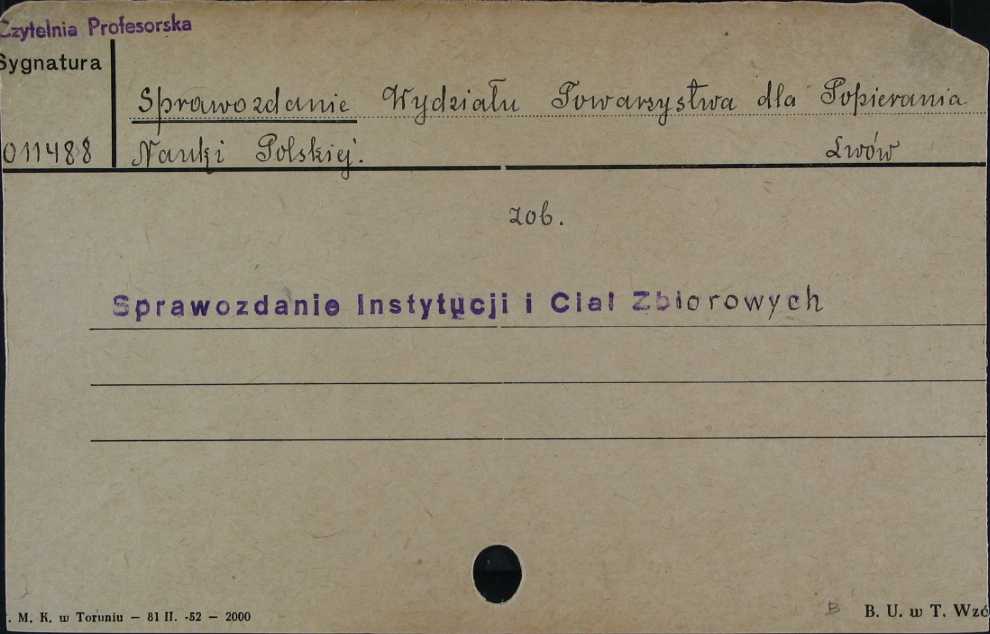 Czytelnia Profesorska
Sygnatura
Sprawozdanie Wydziału Towarzystwa dla Popierania
011488 Nauki Polskiej. Lwów
zob.
Sprawozdanie Instytucji i Ciał Zbiorowych
. M. K. w Toruniu — 81 II. -52 — 2000
B
B. U. w T. Wzó